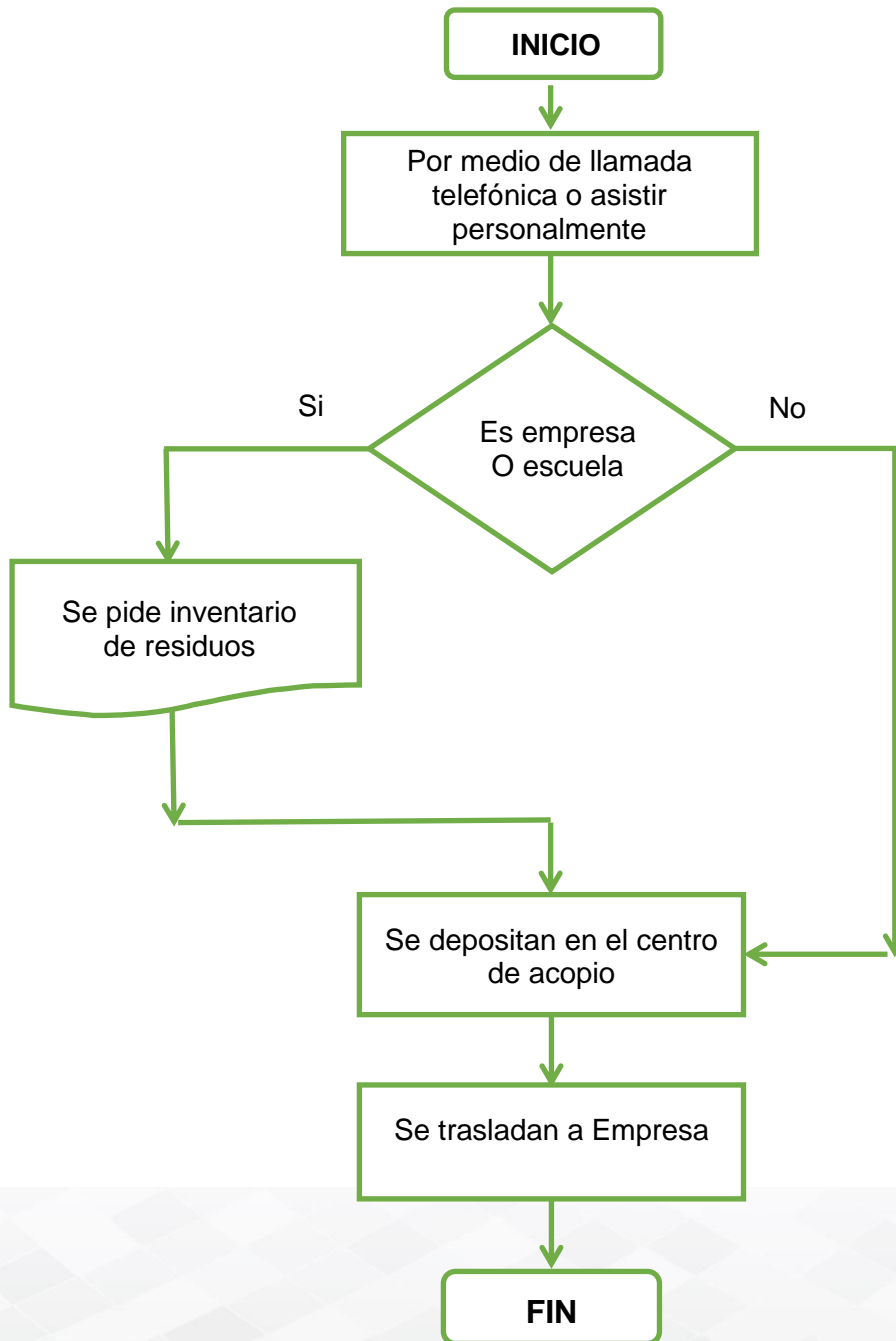 INICIO
Por medio de llamada
telefónica o asistir
personalmente
Si
No
Es empresa
O escuela
Se pide inventario
de residuos
Se depositan en el centro
de acopio
Se trasladan a Empresa
FIN